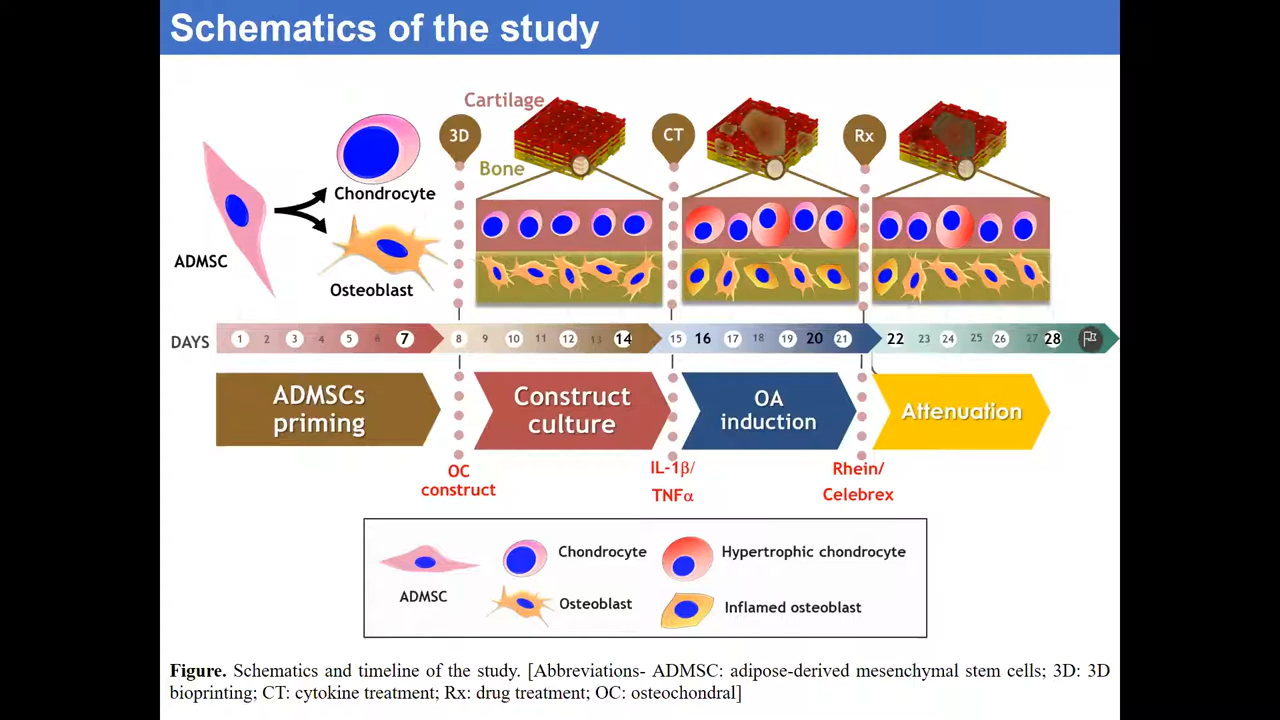 Schematics of the study
Cartilage
3D
CT
Rx
Bone
Chondrocyte
ADMSC
Osteoblast
DAYS 1 2 3 4 5 6 7 8 9 10 11 12 13 14 15 16 17 18 19 20 21 22 23 24 25 26 27 28
ADMSCs
priming
Construct
culture
OA
induction
Attenuation
OC
construct
IL-1β/
TNFα
Rhein/
Celebrex
Chondrocyte
Hypertrophic chondrocyte
ADMSC
Osteoblast
Inflamed osteoblast
Figure. Schematics and timeline of the study. [Abbreviations- ADMSC: adipose-derived mesenchymal stem cells; 3D: 3D
bioprinting; CT: cytokine treatment; Rx: drug treatment; OC: osteochondral]